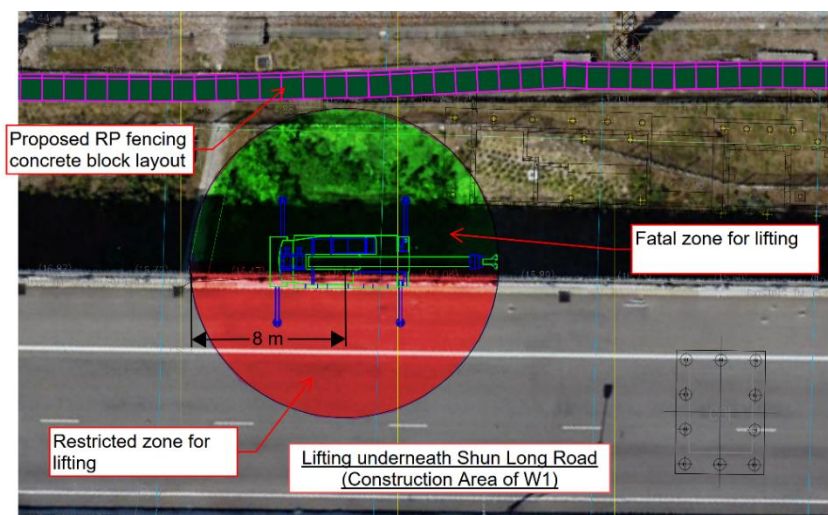 Proposed RP fencing
concrete block layout
Fatal zone for lifting
8 m
Restricted zone for
lifting
Lifting underneath Shun Long Road
(Construction Area of W1)